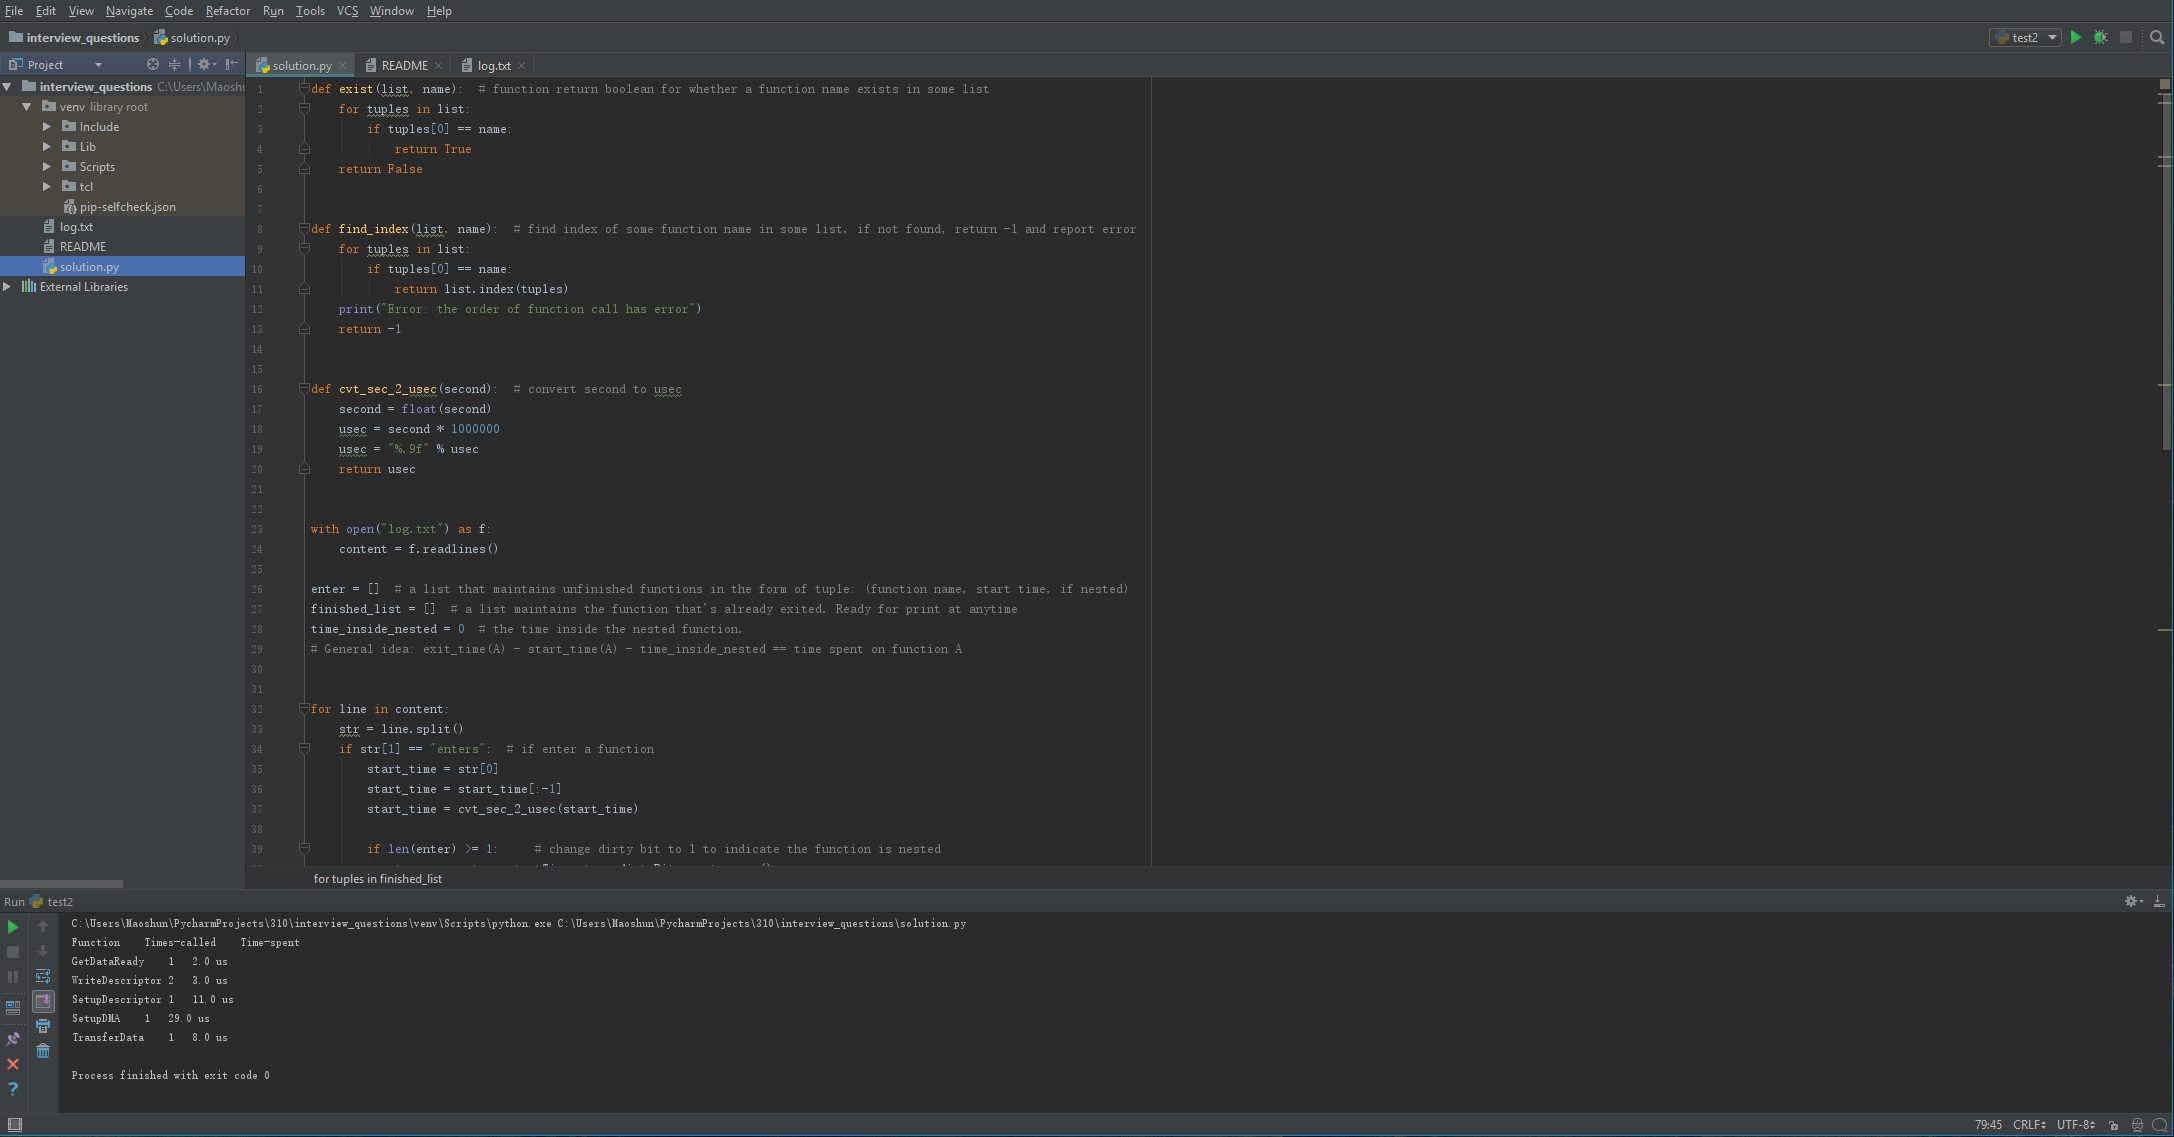 File Edit View Navigate Code Refactor Run Tools VCS Window Help
interview_questions solution.py test2
Project
solution.py README log.txt
interview_questions C:\Users\Maoshu
venv library root
Include
Lib
Scripts
tcl
pip-selfcheck.json
log.txt
README
solution.py
External Libraries
1 def exist(list, name):  # function return boolean for whether a function name exists in some list
2     for tuples in list:
3         if tuples[0] == name:
4             return True
5     return False
6
7
8 def find_index(list, name):  # find index of some function name in some list, if not found, return -1 and report error
9     for tuples in list:
10         if tuples[0] == name:
11             return list.index(tuples)
12     print("Error: the order of function call has error")
13     return -1
14
15
16 def cvt_sec_2_usec(second):  # convert second to usec
17     second = float(second)
18     usec = second * 1000000
19     usec = "%.9f" % usec
20     return usec
21
22
23 with open("log.txt") as f:
24     content = f.readlines()
25
26 enter = []  # a list that maintains unfinished functions in the form of tuple: (function name, start time, if nested)
27 finished_list = []  # a list maintains the function that's already exited. Ready for print at anytime
28 time_inside_nested = 0  # the time inside the nested function.
29 # General idea: exit_time(A) - start_time(A) - time_inside_nested == time spent on function A
30
31
32 for line in content:
33     str = line.split()
34     if str[1] == "enters":  # if enter a function
35         start_time = str[0]
36         start_time = start_time[:-1]
37         start_time = cvt_sec_2_usec(start_time)
38
39         if len(enter) >= 1:     # change dirty bit to 1 to indicate the function is nested
for tuples in finished_list
Run test2
C:\Users\Maoshun\PycharmProjects\310\interview_questions\venv\Scripts\python.exe C:\Users\Maoshun\PycharmProjects\310\interview_questions\solution.py
Function    Times-called    Time-spent
GetDataReady    1   2.0 us
WriteDescriptor 2   3.0 us
SetupDescriptor 1   11.0 us
SetupDMA    1   29.0 us
TransferData    1   8.0 us
Process finished with exit code 0
79:45 CRLF UTF-8